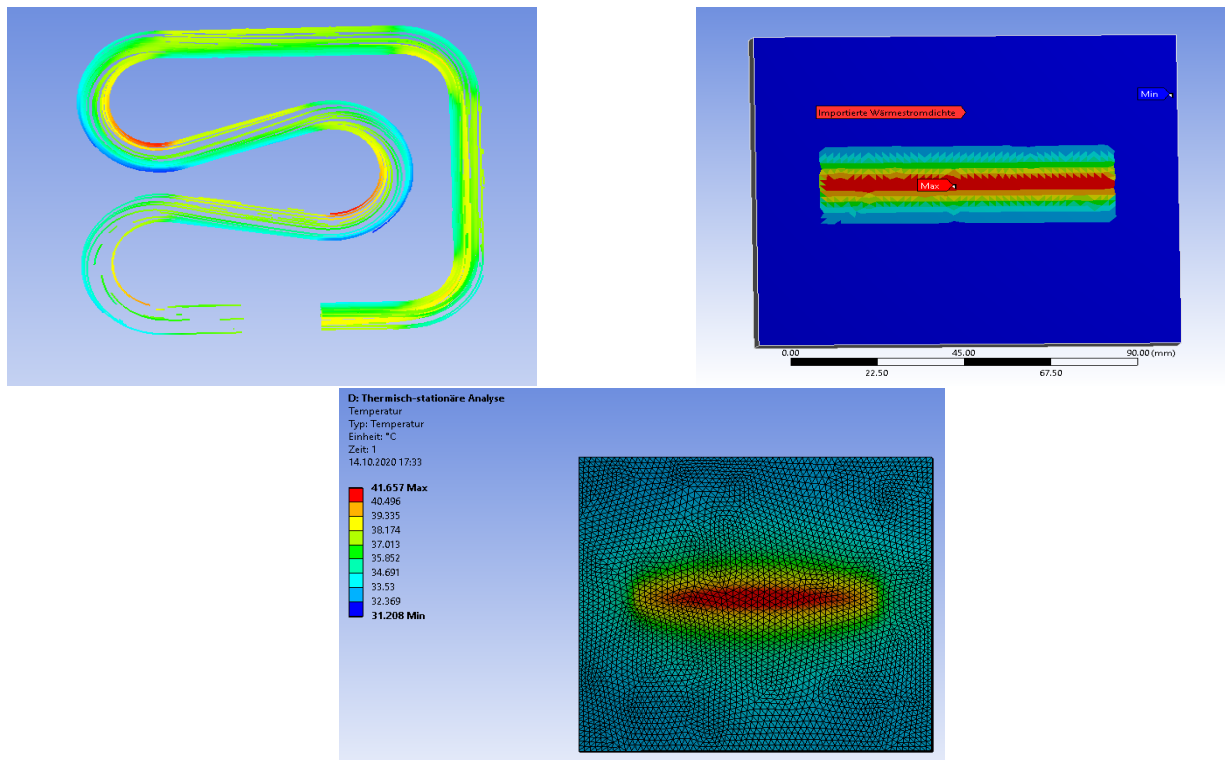 Min
Importierte Wärmestromdichte
Max
0.00
45.00
90.00 (mm)
22.50
67.50
D: Thermisch-stationäre Analyse
Temperatur
Typ: Temperatur
Einheit: °C
Zeit: 1
14.10.2020 17:33
41.657 Max
40.496
39.335
38.174
37.013
35.852
34.691
33.53
32.369
31.208 Min